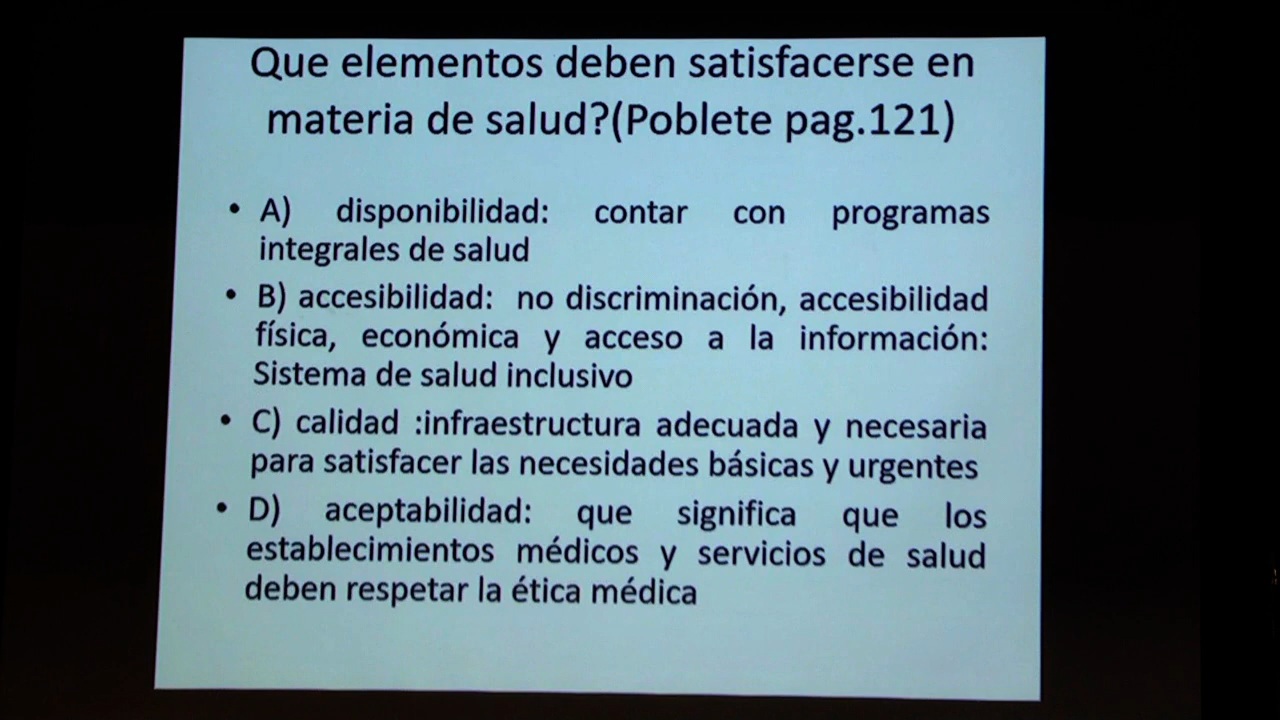 Que elementos deben satisfacerse en
materia de salud?(Poblete pag.121)
• A) disponibilidad: contar con programas
integrales de salud
• B) accesibilidad: no discriminación, accesibilidad
física, económica y acceso a la información:
Sistema de salud inclusivo
• C) calidad :infraestructura adecuada y necesaria
para satisfacer las necesidades básicas y urgentes
• D) aceptabilidad: que significa que los
establecimientos médicos y servicios de salud
deben respetar la ética médica